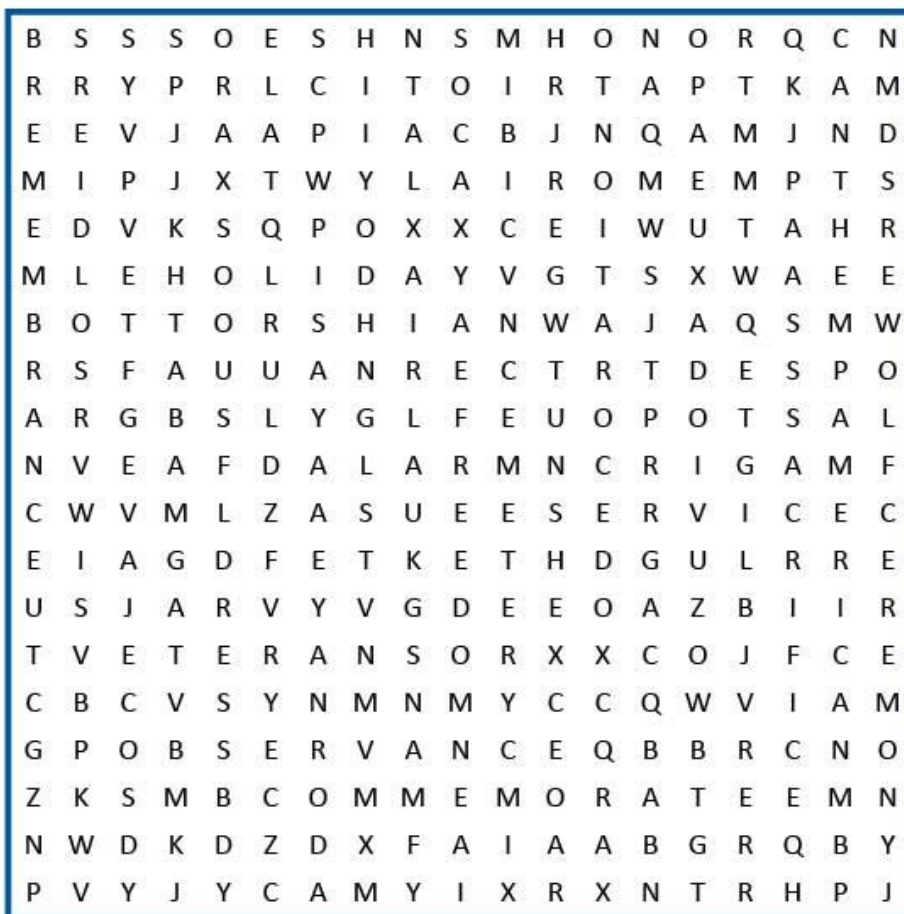 B S S S O E S H N S M H O N O R Q C N
R R Y P R L C I T O I R T A P T K A M
E E V J A A P I A C B J N Q A M J N D
M I P J X T W Y L A I R O M E M P T S
E D V K S Q P O X X C E I W U T A H R
M L E H O L I D A Y V G T S X W A E E
B O T T O R S H I A N W A J A Q S M W
R S F A U U A N R E C T R T D E S P O
A R G B S L Y G L F E U O P O T S A L
N V E A F D A L A R M N C R I G A M F
C W V M L Z A S U E E S E R V I C E C
E I A G D F E T K E T H D G U L R R E
U S J A R V Y V G D E E O A Z B I I R
T V E T E R A N S O R X X C O J F C E
C B C V S Y N M N M Y C C Q W V I A M
G P O B S E R V A N C E Q B B R C N O
Z K S M B C O M M E M O R A T E E M N
N W D K D Z D X F A I A A B G R Q B Y
P V Y J Y C A M Y I X R X N T R H P J